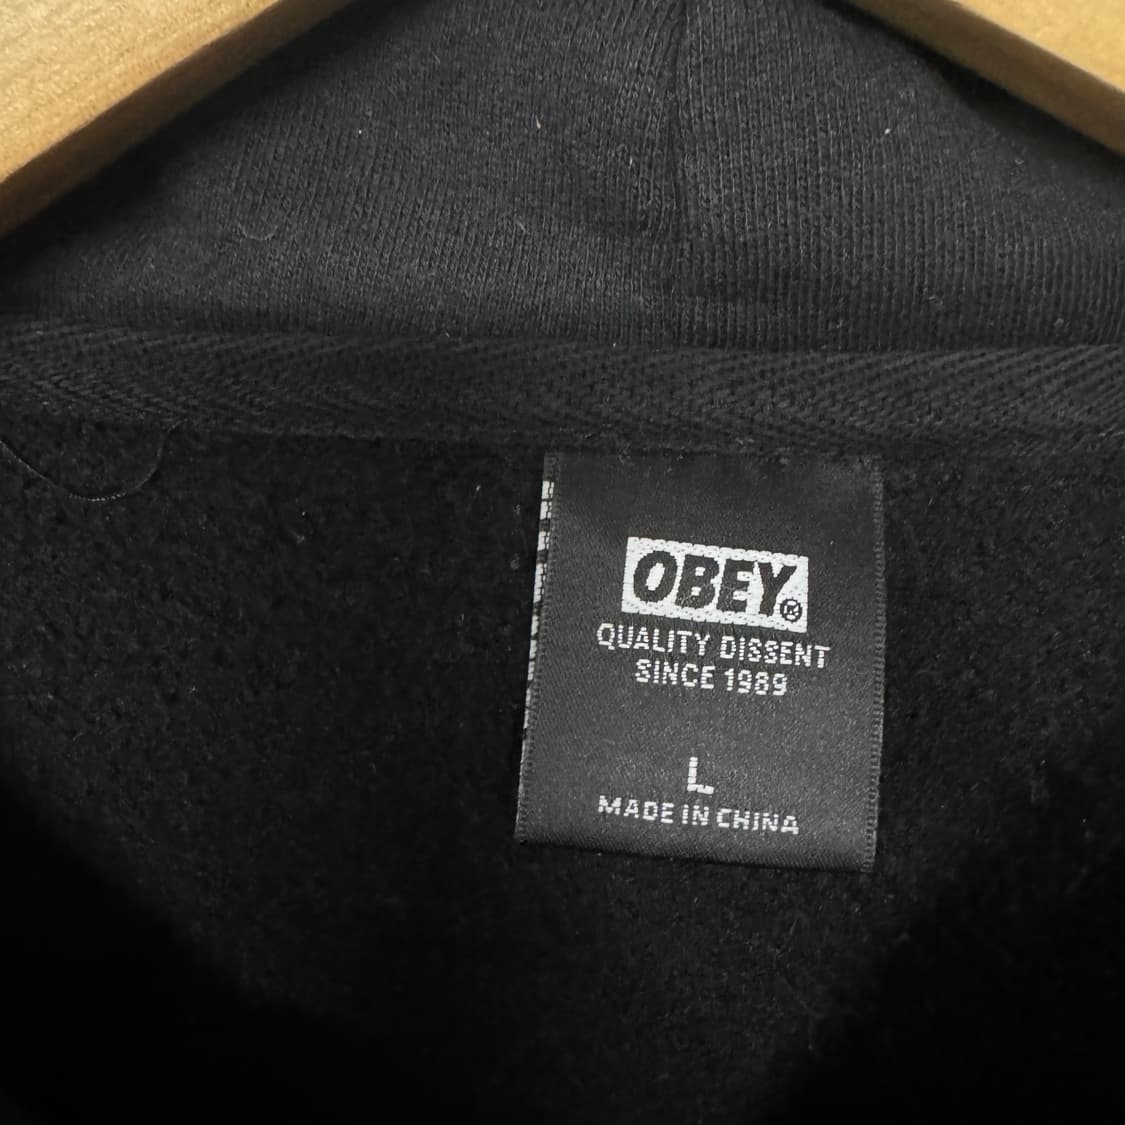 OBEY®
QUALITY DISSENT
SINCE 1989
L
MADE IN CHINA